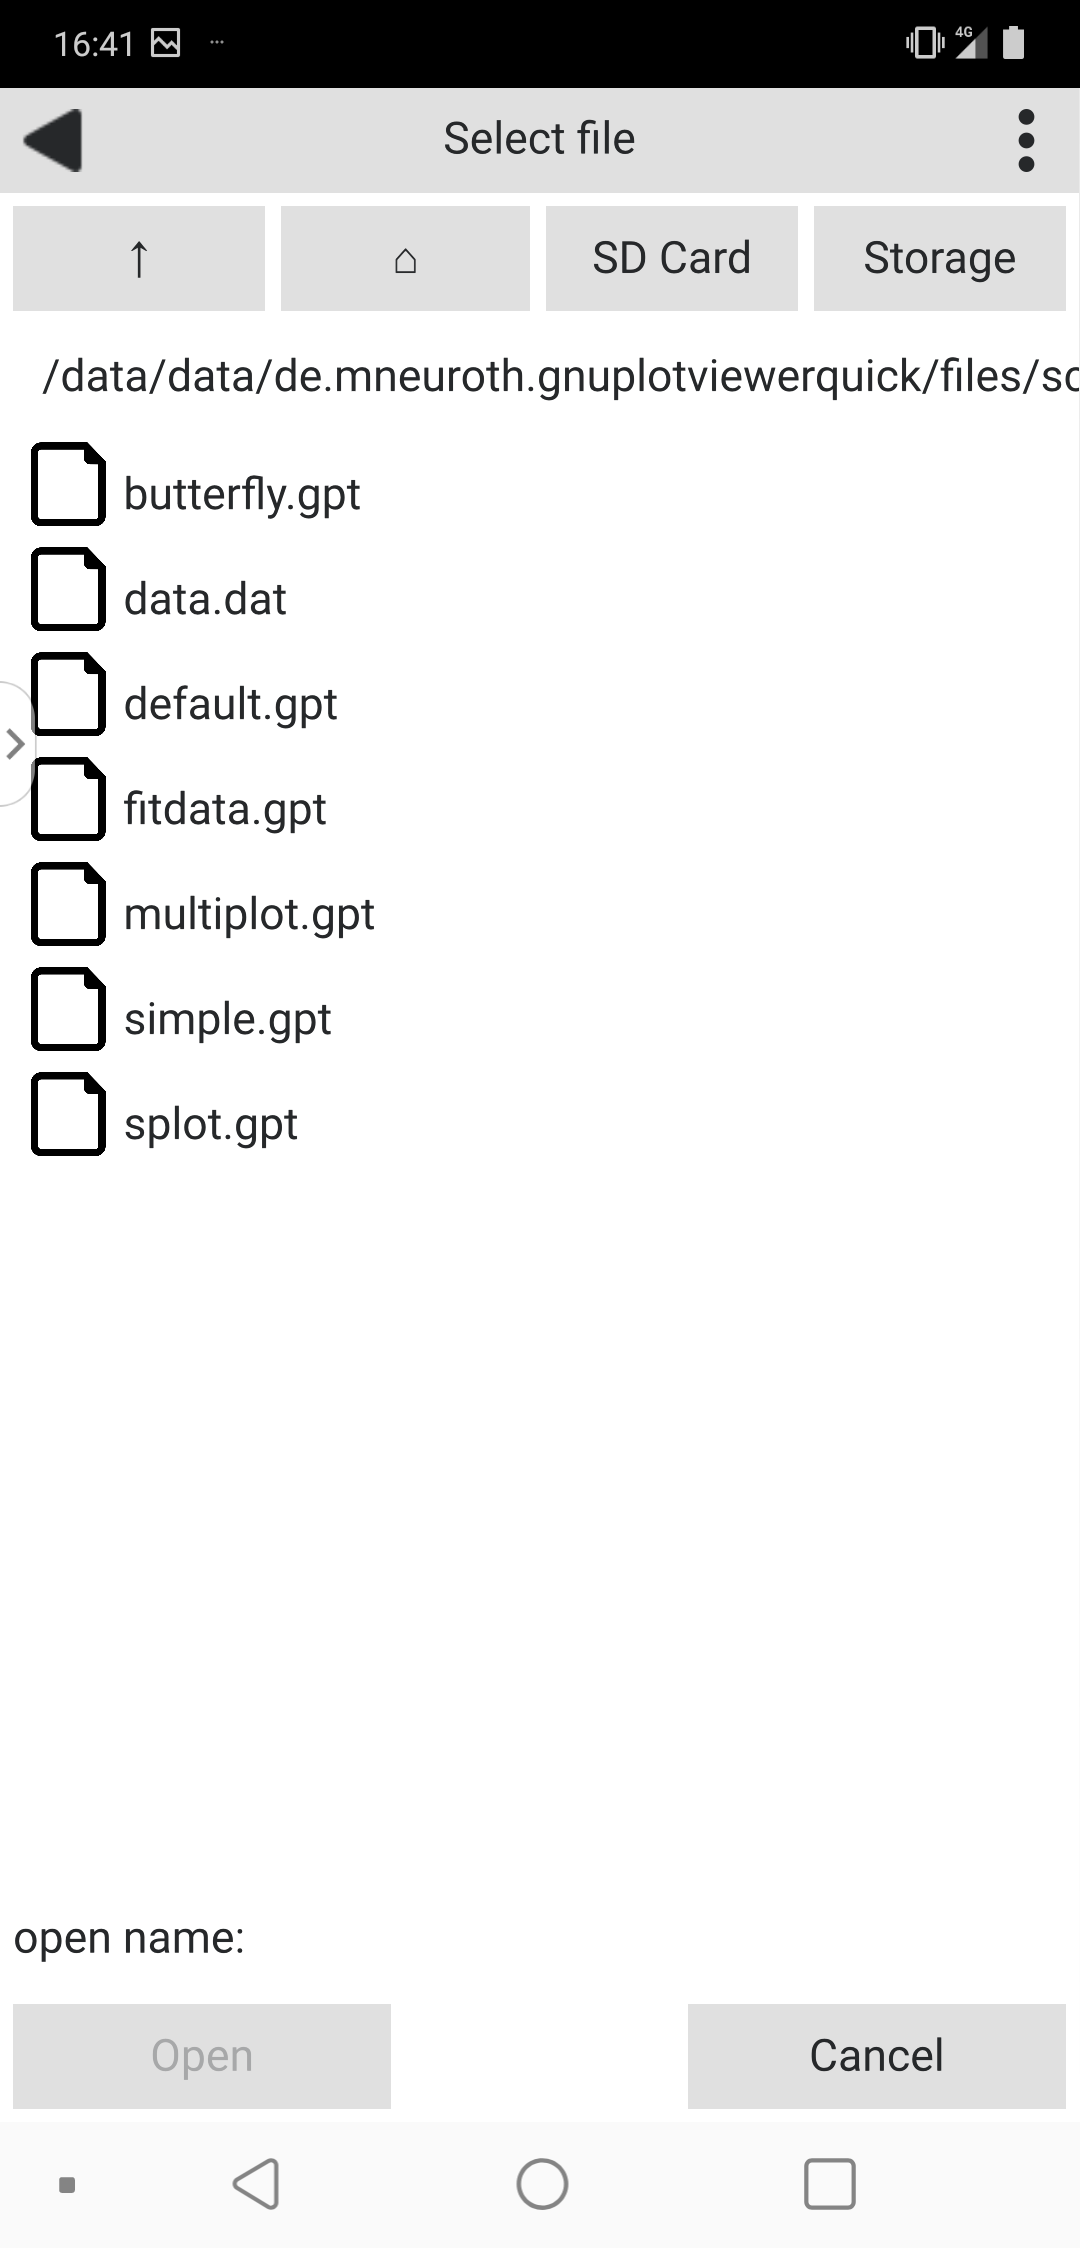 16:41
4G
Select file
↑ ⌂ SD Card Storage
/data/data/de.mneuroth.gnuplotviewerquick/files/sc
butterfly.gpt
data.dat
default.gpt
fitdata.gpt
multiplot.gpt
simple.gpt
splot.gpt
open name:
Open Cancel